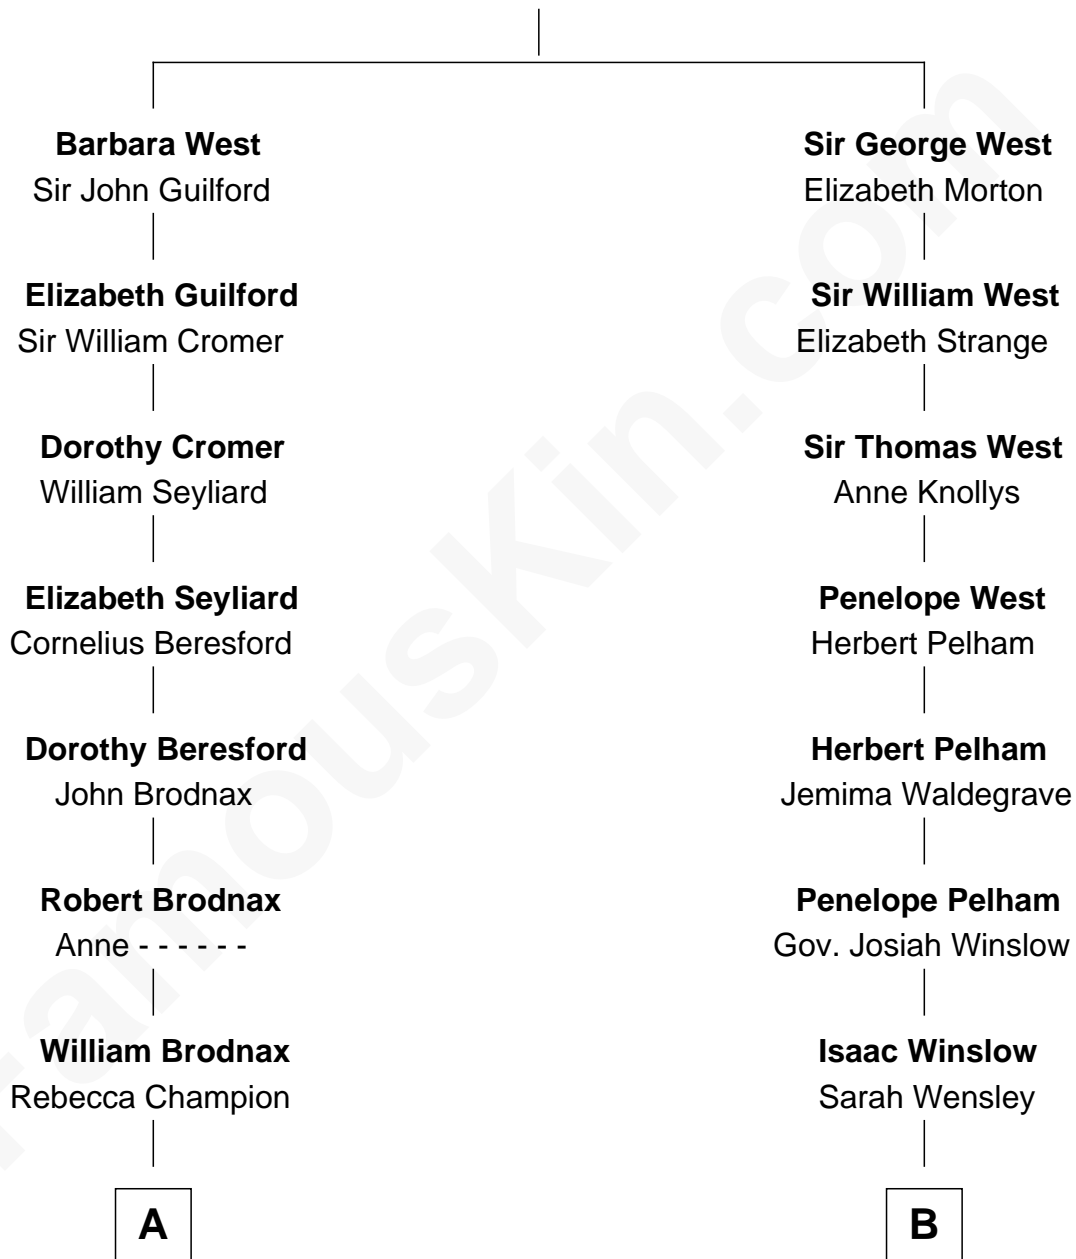 Barbara West
Sir John Guilford
Elizabeth Guilford
Sir William Cromer
Dorothy Cromer
William Seyliard
Elizabeth Seyliard
Cornelius Beresford
Dorothy Beresford
John Brodnax
Robert Brodnax
Anne - - - - - -
William Brodnax
Rebecca Champion
A
Sir George West
Elizabeth Morton
Sir William West
Elizabeth Strange
Sir Thomas West
Anne Knollys
Penelope West
Herbert Pelham
Herbert Pelham
Jemima Waldegrave
Penelope Pelham
Gov. Josiah Winslow
Isaac Winslow
Sarah Wensley
B
FamousKin.com